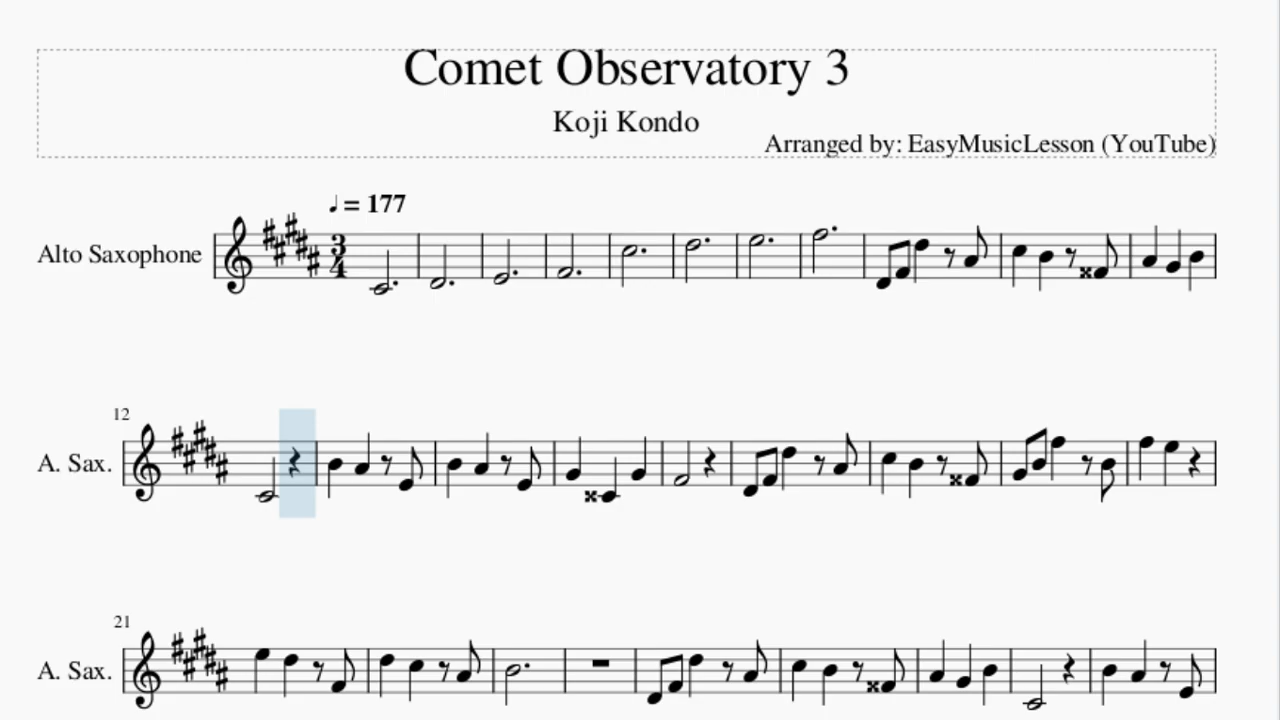 Comet Observatory 3
Koji Kondo
Arranged by: EasyMusicLesson (YouTube)
♩ = 177
Alto Saxophone
3
4
12
A. Sax.
21
A. Sax.